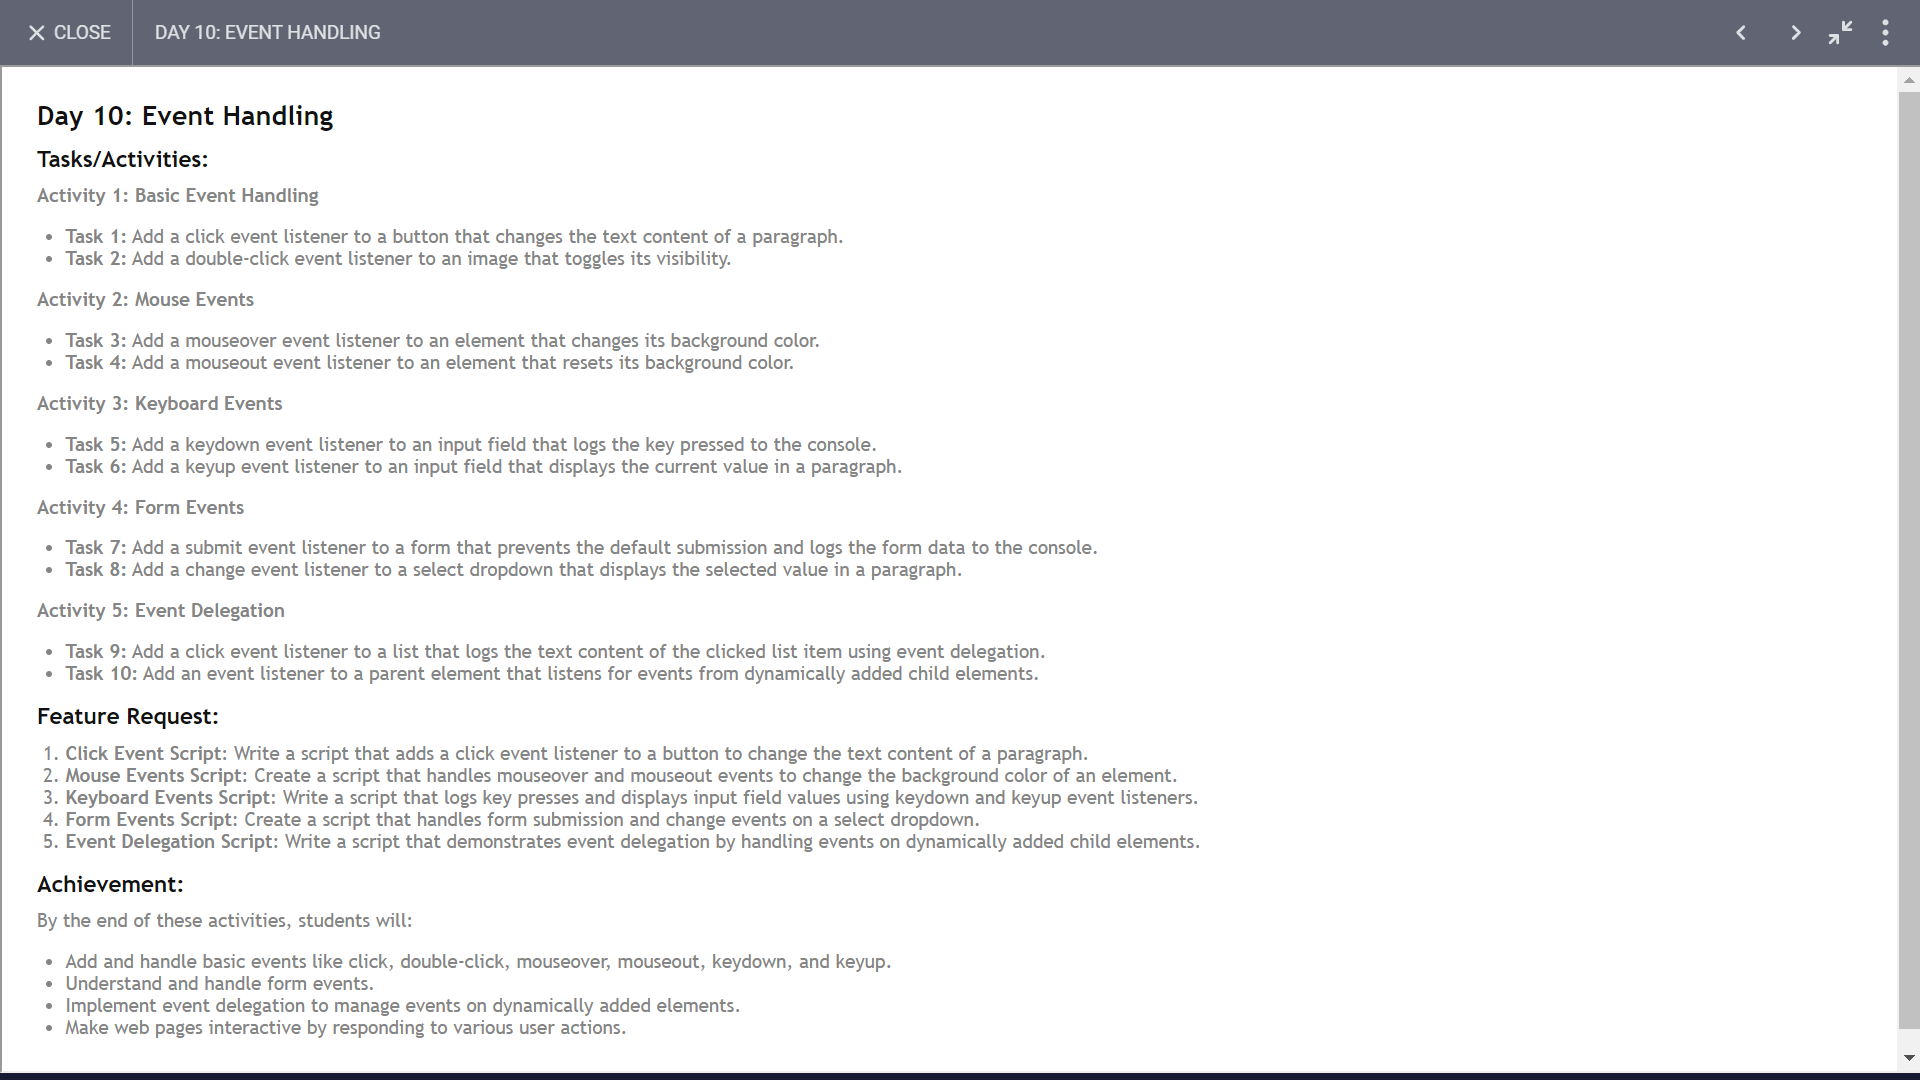 CLOSE
DAY 10: EVENT HANDLING
Day 10: Event Handling
Tasks/Activities:
Activity 1: Basic Event Handling
• Task 1: Add a click event listener to a button that changes the text content of a paragraph.
• Task 2: Add a double-click event listener to an image that toggles its visibility.
Activity 2: Mouse Events
• Task 3: Add a mouseover event listener to an element that changes its background color.
• Task 4: Add a mouseout event listener to an element that resets its background color.
Activity 3: Keyboard Events
• Task 5: Add a keydown event listener to an input field that logs the key pressed to the console.
• Task 6: Add a keyup event listener to an input field that displays the current value in a paragraph.
Activity 4: Form Events
• Task 7: Add a submit event listener to a form that prevents the default submission and logs the form data to the console.
• Task 8: Add a change event listener to a select dropdown that displays the selected value in a paragraph.
Activity 5: Event Delegation
• Task 9: Add a click event listener to a list that logs the text content of the clicked list item using event delegation.
• Task 10: Add an event listener to a parent element that listens for events from dynamically added child elements.
Feature Request:
1. Click Event Script: Write a script that adds a click event listener to a button to change the text content of a paragraph.
2. Mouse Events Script: Create a script that handles mouseover and mouseout events to change the background color of an element.
3. Keyboard Events Script: Write a script that logs key presses and displays input field values using keydown and keyup event listeners.
4. Form Events Script: Create a script that handles form submission and change events on a select dropdown.
5. Event Delegation Script: Write a script that demonstrates event delegation by handling events on dynamically added child elements.
Achievement:
By the end of these activities, students will:
• Add and handle basic events like click, double-click, mouseover, mouseout, keydown, and keyup.
• Understand and handle form events.
• Implement event delegation to manage events on dynamically added elements.
• Make web pages interactive by responding to various user actions.